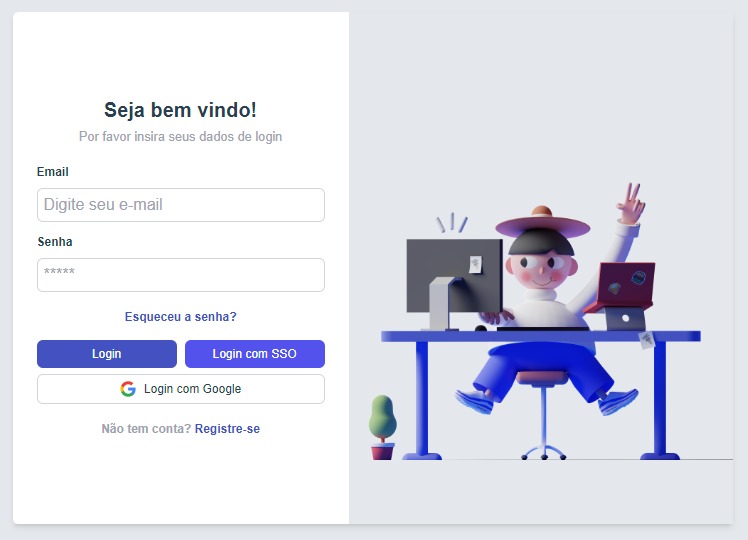 Seja bem vindo!
Por favor insira seus dados de login
Email
Digite seu e-mail
Senha
*****
Esqueceu a senha?
Login
Login com SSO
Login com Google
Não tem conta? Registre-se